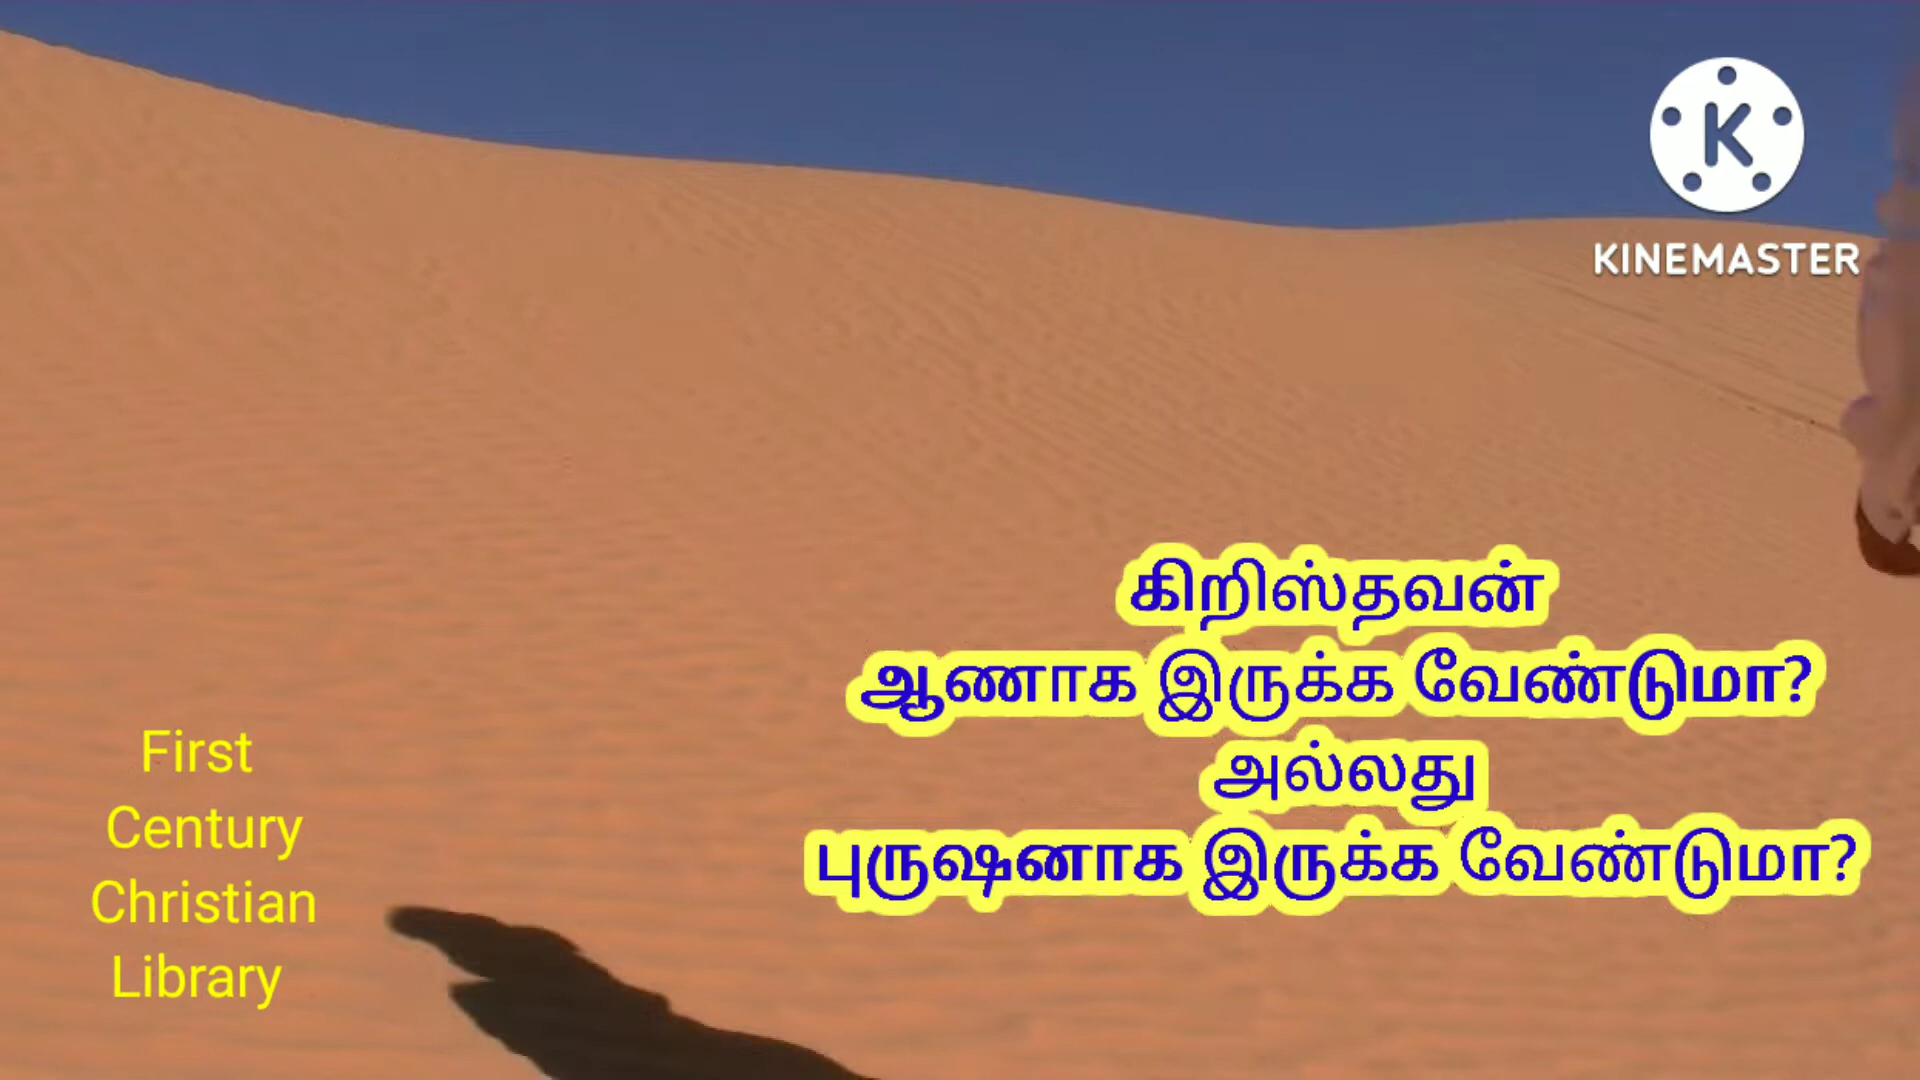 KINEMASTER
கிறிஸ்தவன்
ஆணாக இருக்க வேண்டுமா?
அல்லது
புருஷனாக இருக்க வேண்டுமா?
First
Century
Christian
Library